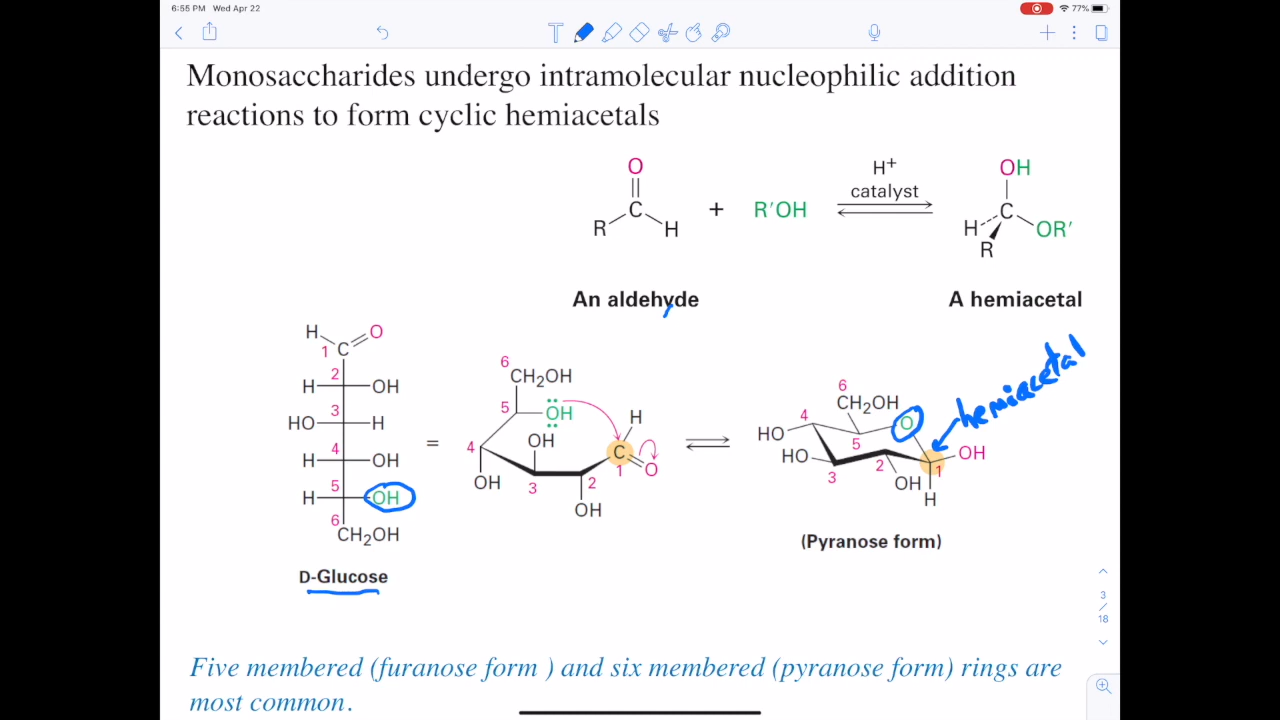 6:55 PM Wed Apr 22
77%
Monosaccharides undergo intramolecular nucleophilic addition
reactions to form cyclic hemiacetals
O
C
R
H
+
R′OH
H⁺
catalyst
OH
H
C
OR′
R
An aldehyde
A hemiacetal
H
O
1 C
2
H OH
3
HO H
4
H OH
5
H OH
6
CH₂OH
D-Glucose
=
6
CH₂OH
5 OH
H
OH
4
C
1 O
OH
3
2
OH
6
CH₂OH
4
HO
O
5
HO
OH
2
1
3
OH
H
hemiacetal
(Pyranose form)
3
/
18
Five membered (furanose form ) and six membered (pyranose form) rings are
most common.